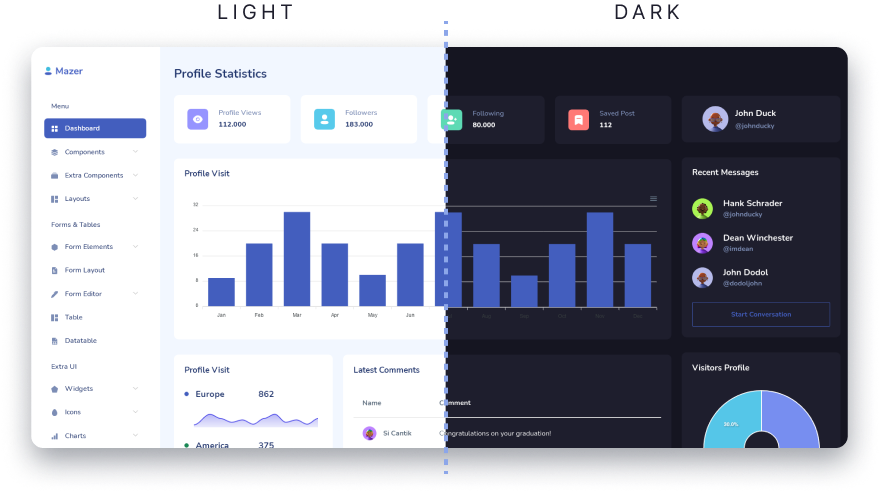 LIGHT
DARK
Mazer
Menu
Dashboard
Components
Extra Components
Layouts
Forms & Tables
Form Elements
Form Layout
Form Editor
Table
Datatable
Extra UI
Widgets
Icons
Charts
Profile Statistics
Profile Views
112.000
Followers
183.000
Following
80.000
Saved Post
112
Profile Visit
32
24
16
8
0
Jan
Feb
Mar
Apr
May
Jun
Profile Visit
Europe 862
America 375
Latest Comments
Name Comment
Si Cantik Congratulations on your graduation!
John Duck
@johnducky
Recent Messages
Hank Schrader
@johnducky
Dean Winchester
@imdean
John Dodol
@dodoljohn
Start Conversation
Visitors Profile
30.0%